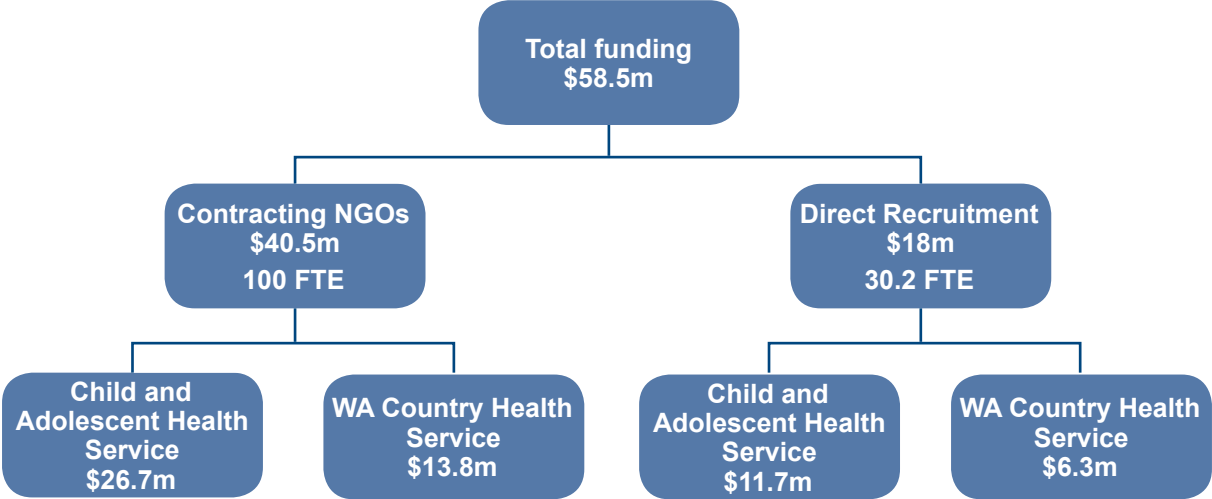 Total funding
$58.5m
Contracting NGOs
$40.5m
100 FTE
Direct Recruitment
$18m
30.2 FTE
Child and
Adolescent Health
Service
$26.7m
WA Country Health
Service
$13.8m
Child and
Adolescent Health
Service
$11.7m
WA Country Health
Service
$6.3m